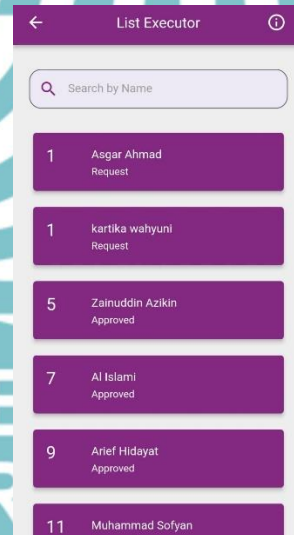 List Executor
Search by Name
1 Asgar Ahmad
Request
1 kartika wahyuni
Request
5 Zainuddin Azikin
Approved
7 Al Islami
Approved
9 Arief Hidayat
Approved
11 Muhammad Sofyan